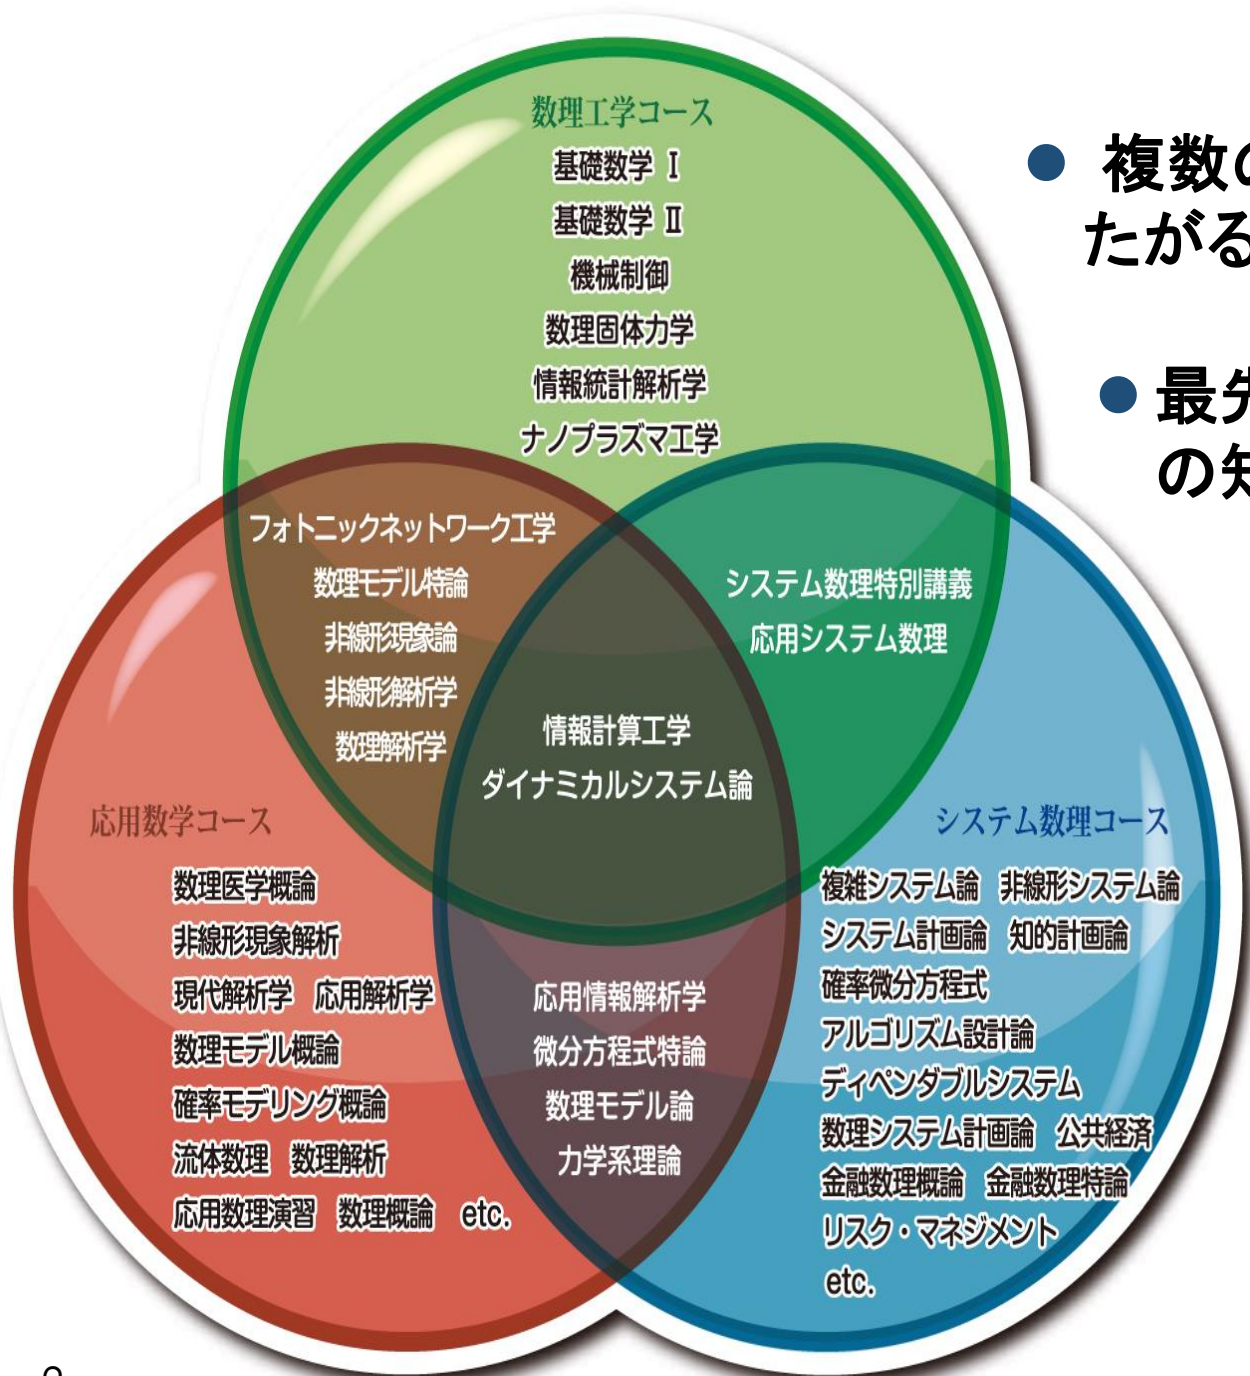 数理工学コース
基礎数学 Ⅰ
基礎数学 Ⅱ
機械制御
数理固体力学
情報統計解析学
ナノプラズマ工学
フォトニックネットワーク工学
数理モデル特論
非線形現象論
非線形解析学
数理解析学
システム数理特別講義
応用システム数理
情報計算工学
ダイナミカルシステム論
応用数学コース
数理医学概論
非線形現象解析
現代解析学 応用解析学
数理モデル概論
確率モデリング概論
流体数理 数理解析
応用数理演習 数理概論 etc.
応用情報解析学
微分方程式特論
数理モデル論
力学系理論
システム数理コース
複雑システム論 非線形システム論
システム計画論 知的計画論
確率微分方程式
アルゴリズム設計論
ディペンダブルシステム
数理システム計画論 公共経済
金融数理概論 金融数理特論
リスク・マネジメント
etc.
● 複数の
たがる
● 最先
の知